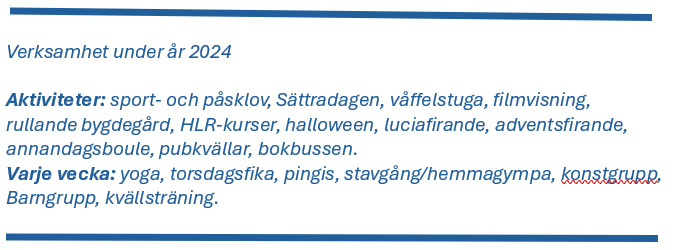 Verksamhet under år 2024
Aktiviteter: sport- och påsklov, Sättradagen, våffelstuga, filmvisning,
rullande bygdegård, HLR-kurser, halloween, luciafirande, adventsfirande,
annandagsboule, pubkvällar, bokbussen.
Varje vecka: yoga, torsdagsfika, pingis, stavgång/hemmagympa, konstgrupp,
Barngrupp, kvällsträning.